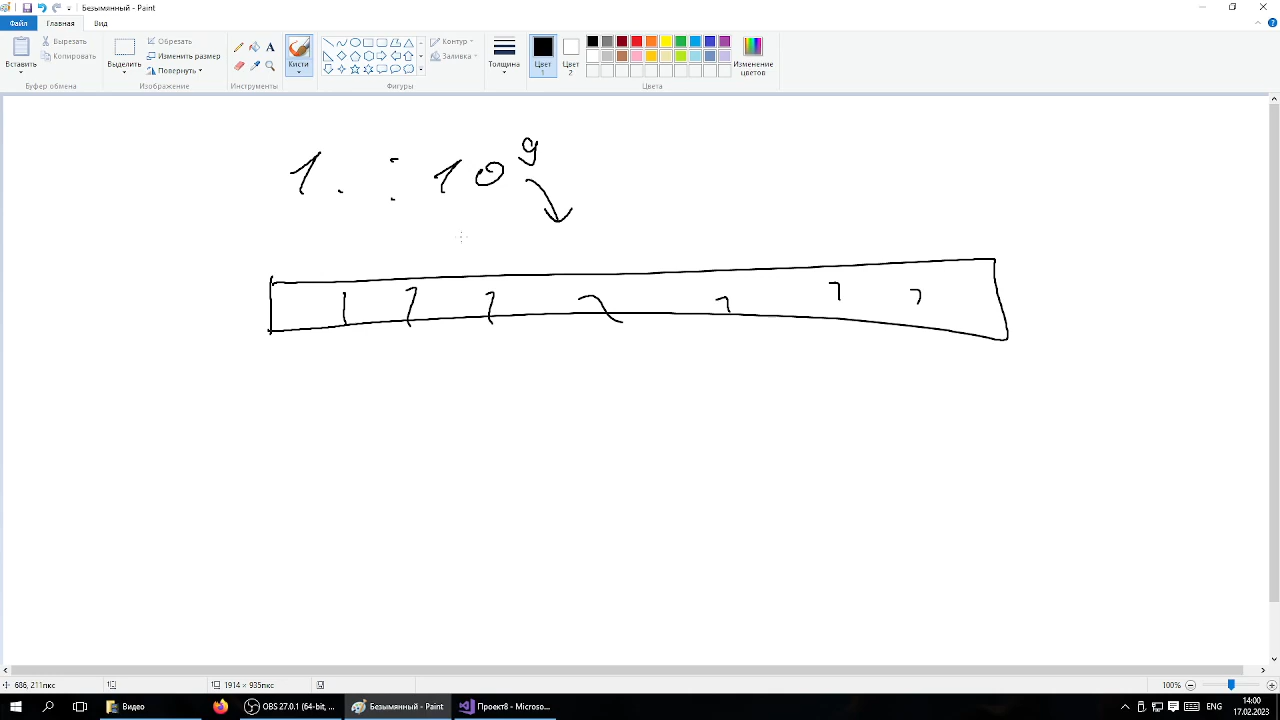 Безымянный - Paint
Файл Главная Вид
Вставить Вырезать Копировать
Выделить Обрезать Изменить размер Повернуть
Кисти
Контур Заливка
Толщина
Цвет 1 Цвет 2
Изменение цветов
Буфер обмена Изображение Инструменты Фигуры Цвета
1. : 10⁹
686, 211пкс 1914 × 935пкс 100%
Видео OBS 27.0.1 (64-bit, ... Безымянный - Paint Проект8 - Microso... ENG 14:00
17.02.2023